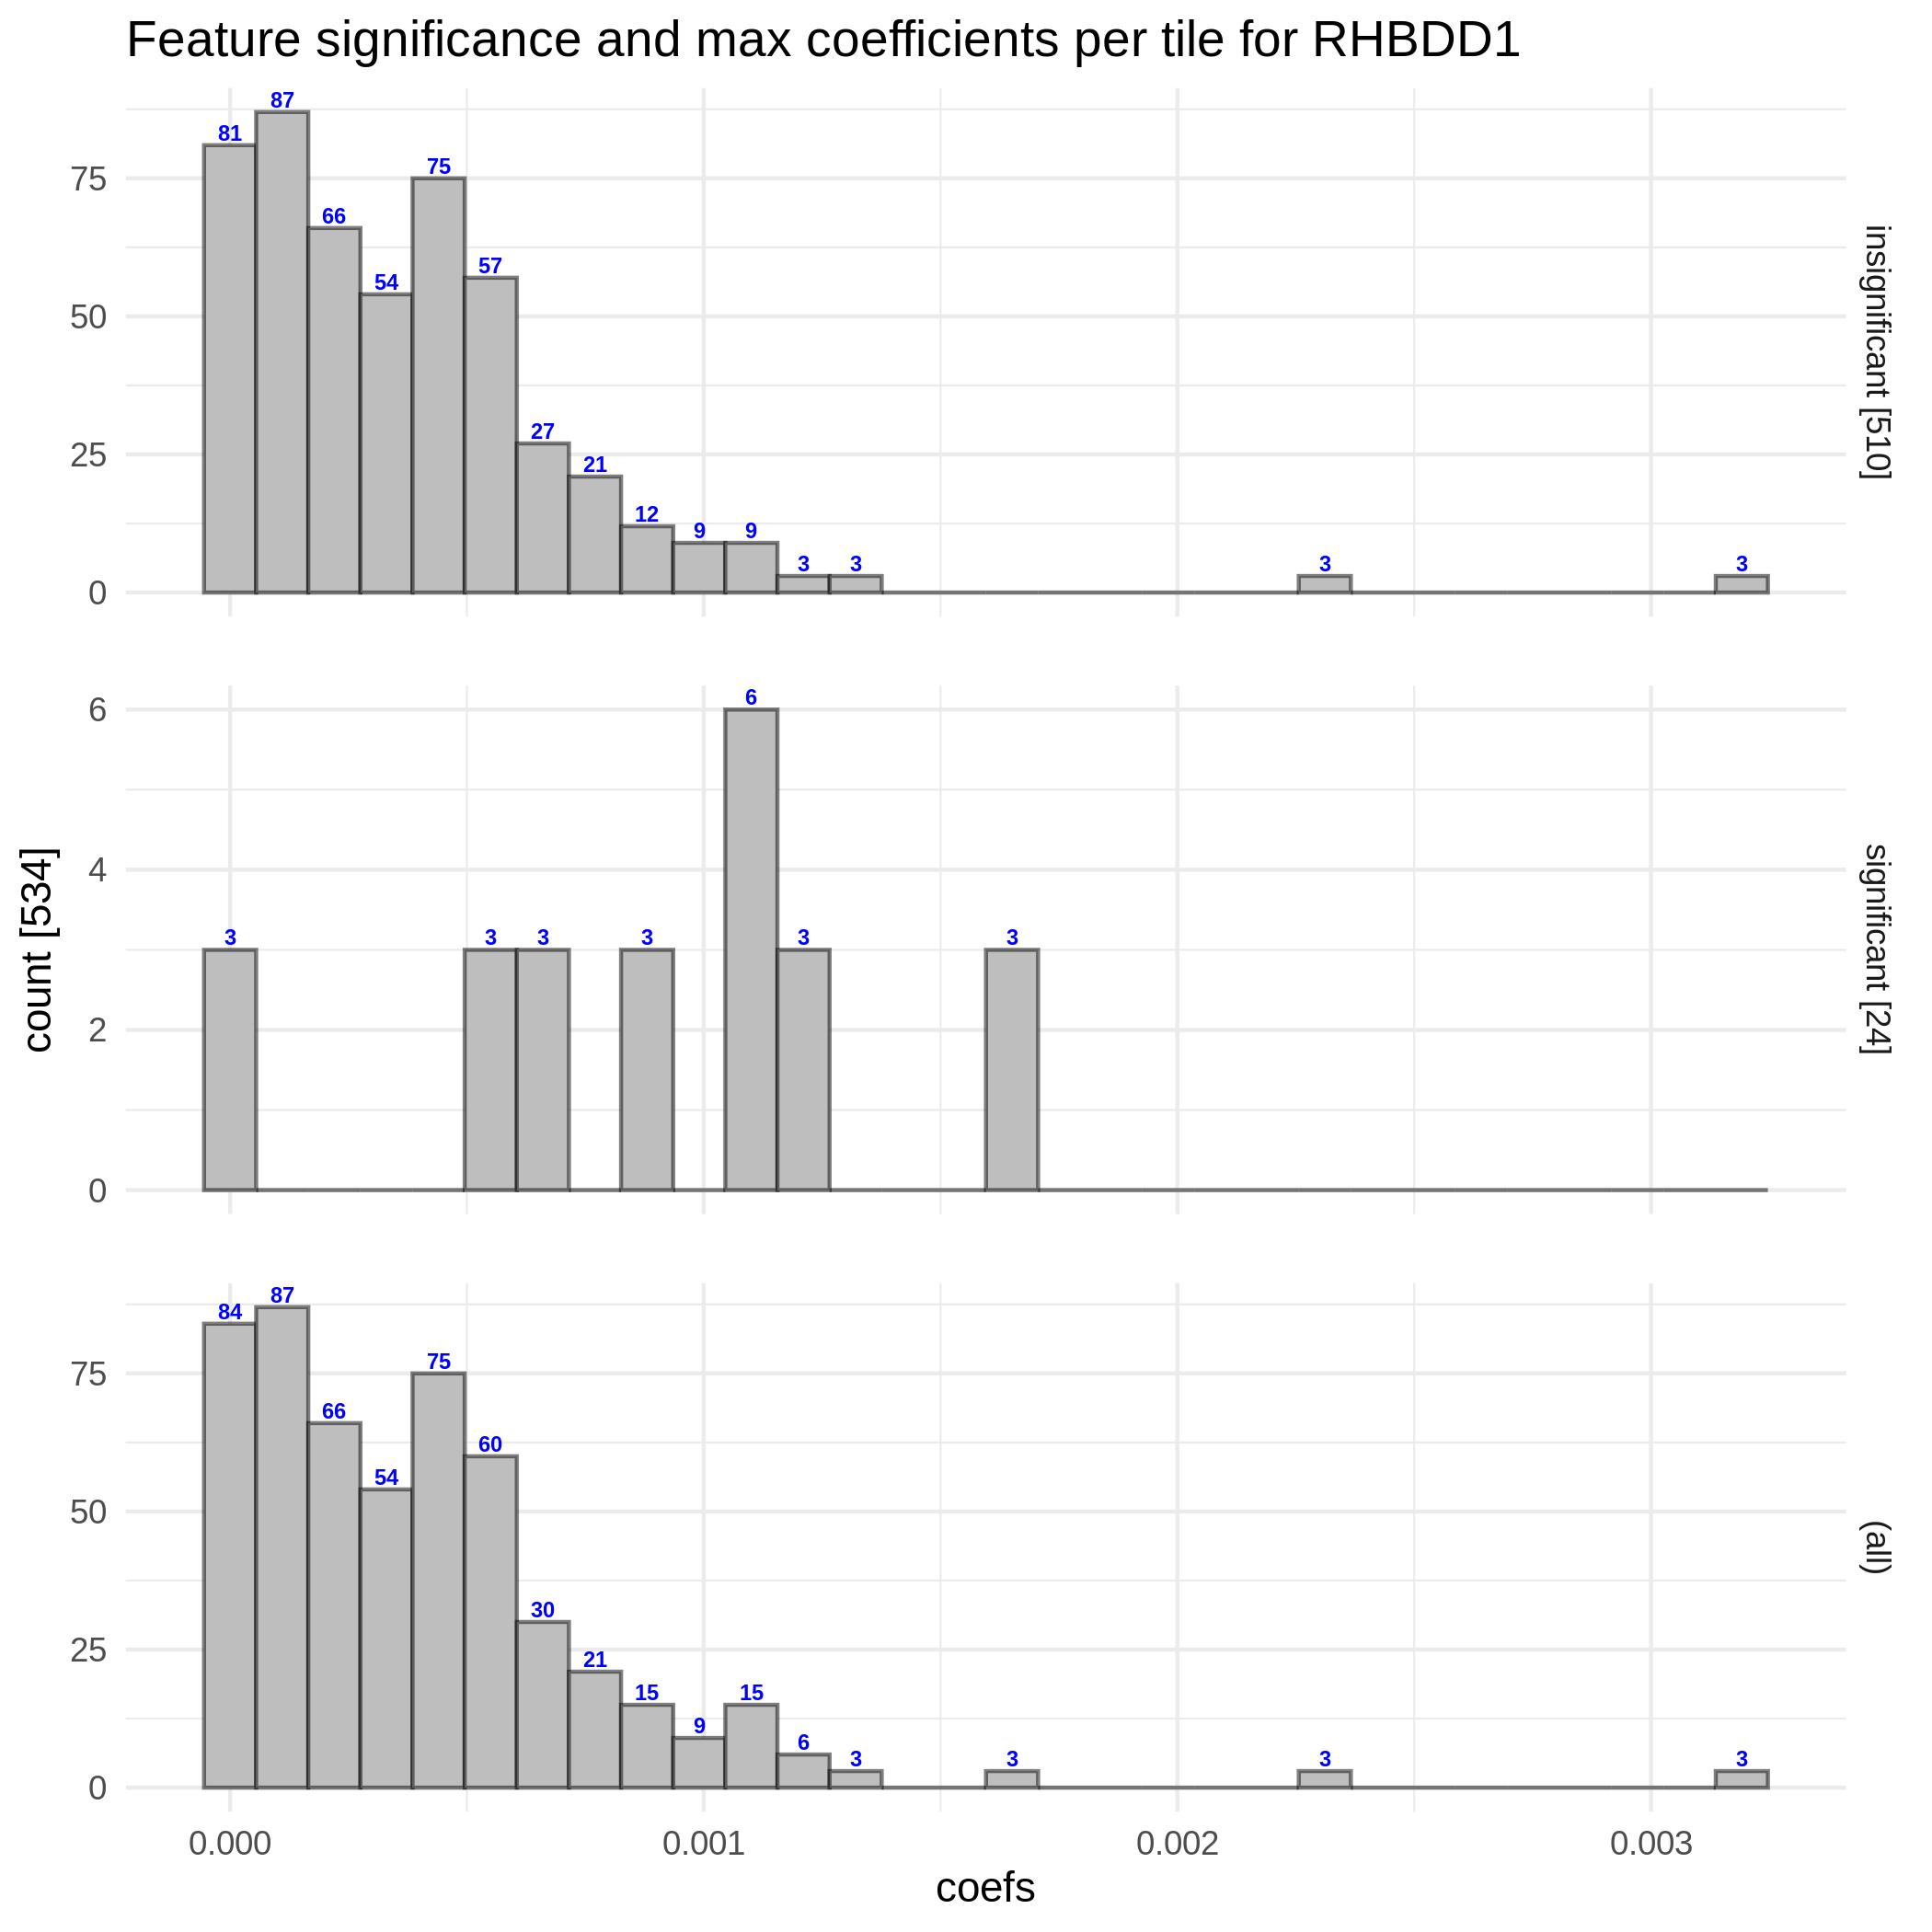 Feature significance and max coefficients per tile for RHBDD1
81 87 66 54 75 57 27 21 12 9 9 3 3 3 3
75
50
25
0
insignificant [510]
3 3 3 3 6 3 3
6
4
2
0
significant [24]
count [534]
84 87 66 54 75 60 30 21 15 9 15 6 3 3 3 3
75
50
25
0
(all)
0.000 0.001 0.002 0.003
coefs